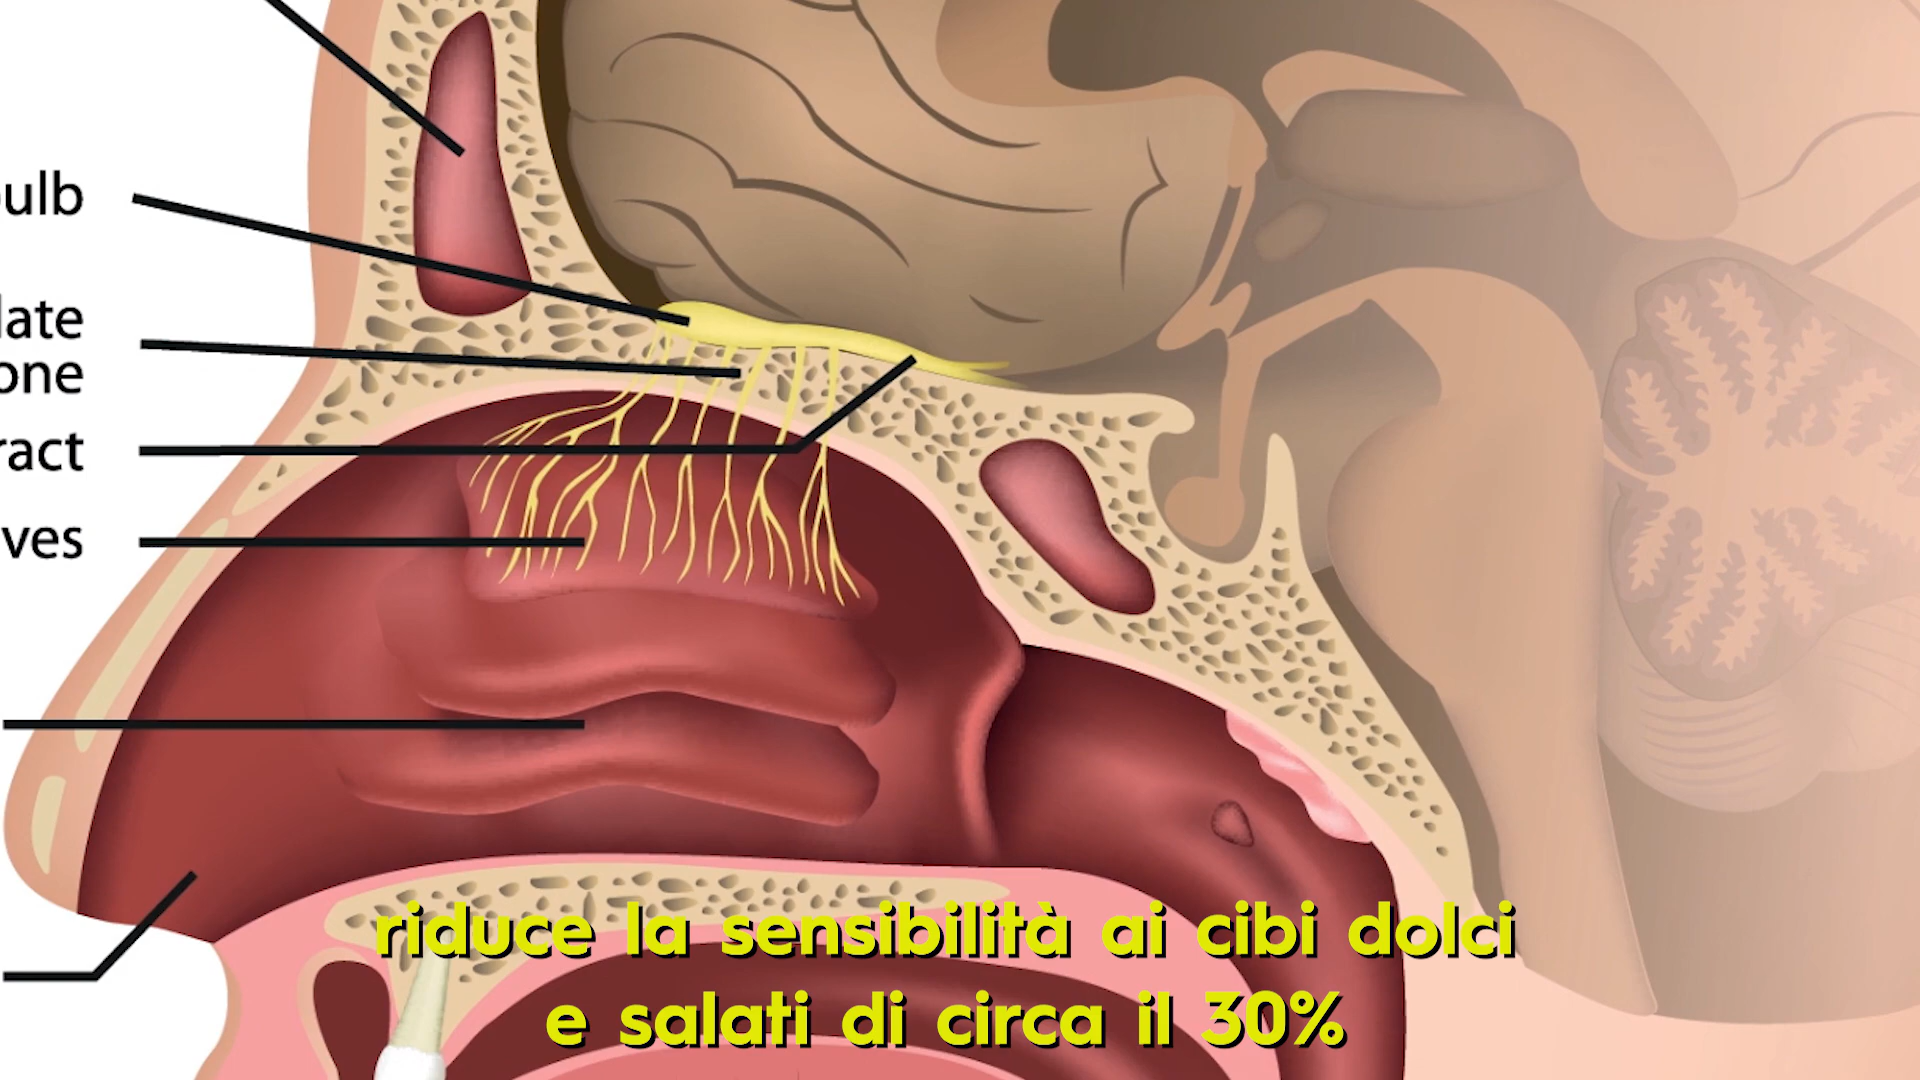 ulb
late
one
ract
ves
riduce la sensibilità ai cibi dolci
e salati di circa il 30%